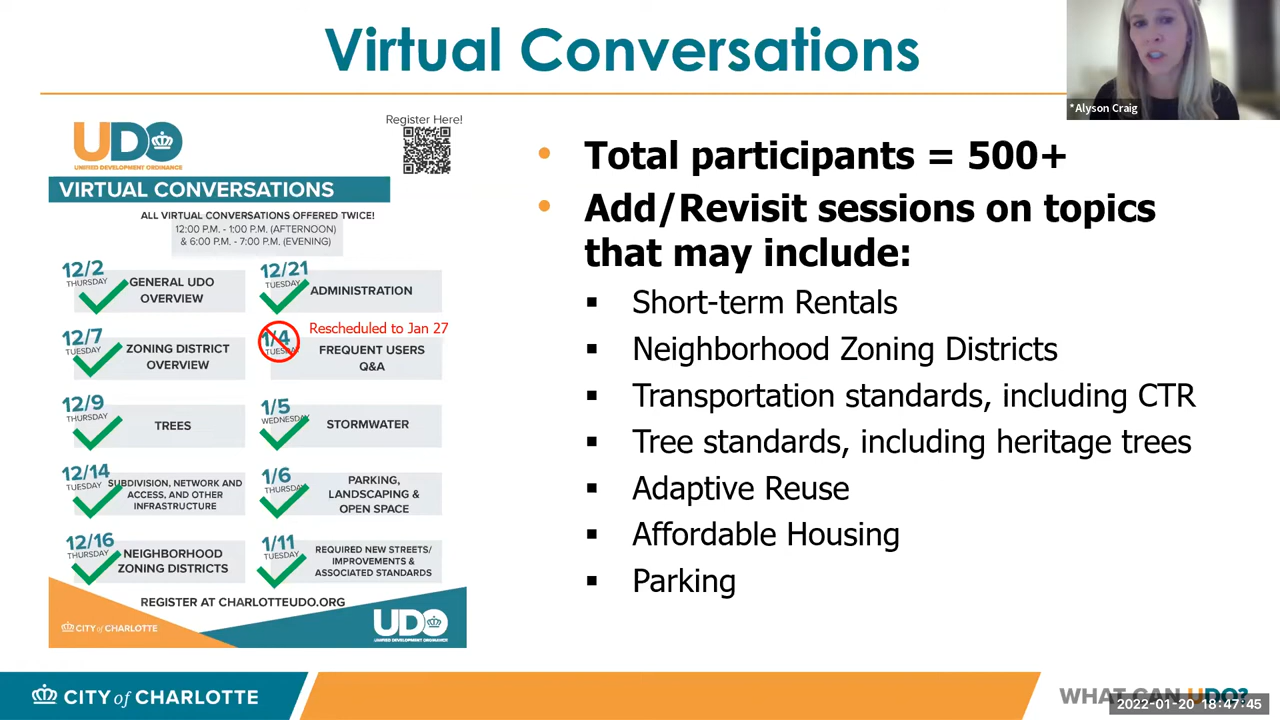 Virtual Conversations
*Alyson Craig
UDO
UNIFIED DEVELOPMENT ORDINANCE
Register Here!
VIRTUAL CONVERSATIONS
ALL VIRTUAL CONVERSATIONS OFFERED TWICE!
12:00 P.M. - 1:00 P.M. (AFTERNOON)
& 6:00 P.M. - 7:00 P.M. (EVENING)
12/2
THURSDAY
GENERAL UDO
OVERVIEW
12/21
TUESDAY
ADMINISTRATION
12/7
TUESDAY
ZONING DISTRICT
OVERVIEW
1/4
TUESDAY
Rescheduled to Jan 27
FREQUENT USERS
Q&A
12/9
THURSDAY
TREES
1/5
WEDNESDAY
STORMWATER
12/14
TUESDAY
SUBDIVISION, NETWORK AND
ACCESS, AND OTHER
INFRASTRUCTURE
1/6
THURSDAY
PARKING,
LANDSCAPING &
OPEN SPACE
12/16
THURSDAY
NEIGHBORHOOD
ZONING DISTRICTS
1/11
TUESDAY
REQUIRED NEW STREETS/
IMPROVEMENTS &
ASSOCIATED STANDARDS
REGISTER AT CHARLOTTEUDO.ORG
CITY of CHARLOTTE
UDO
UNIFIED DEVELOPMENT ORDINANCE
• Total participants = 500+
• Add/Revisit sessions on topics
that may include:
▪ Short-term Rentals
▪ Neighborhood Zoning Districts
▪ Transportation standards, including CTR
▪ Tree standards, including heritage trees
▪ Adaptive Reuse
▪ Affordable Housing
▪ Parking
CITY of CHARLOTTE
WHAT CAN UDO?
2022-01-20 18:47:45